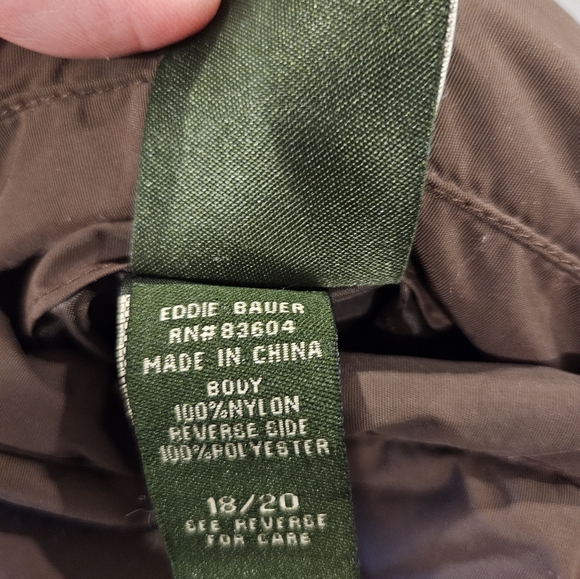 EDDIE BAUER
RN# 83604
MADE IN CHINA
BODY
100%NYLON
REVERSE SIDE
100%POLYESTER
18/20
SEE REVERSE
FOR CARE